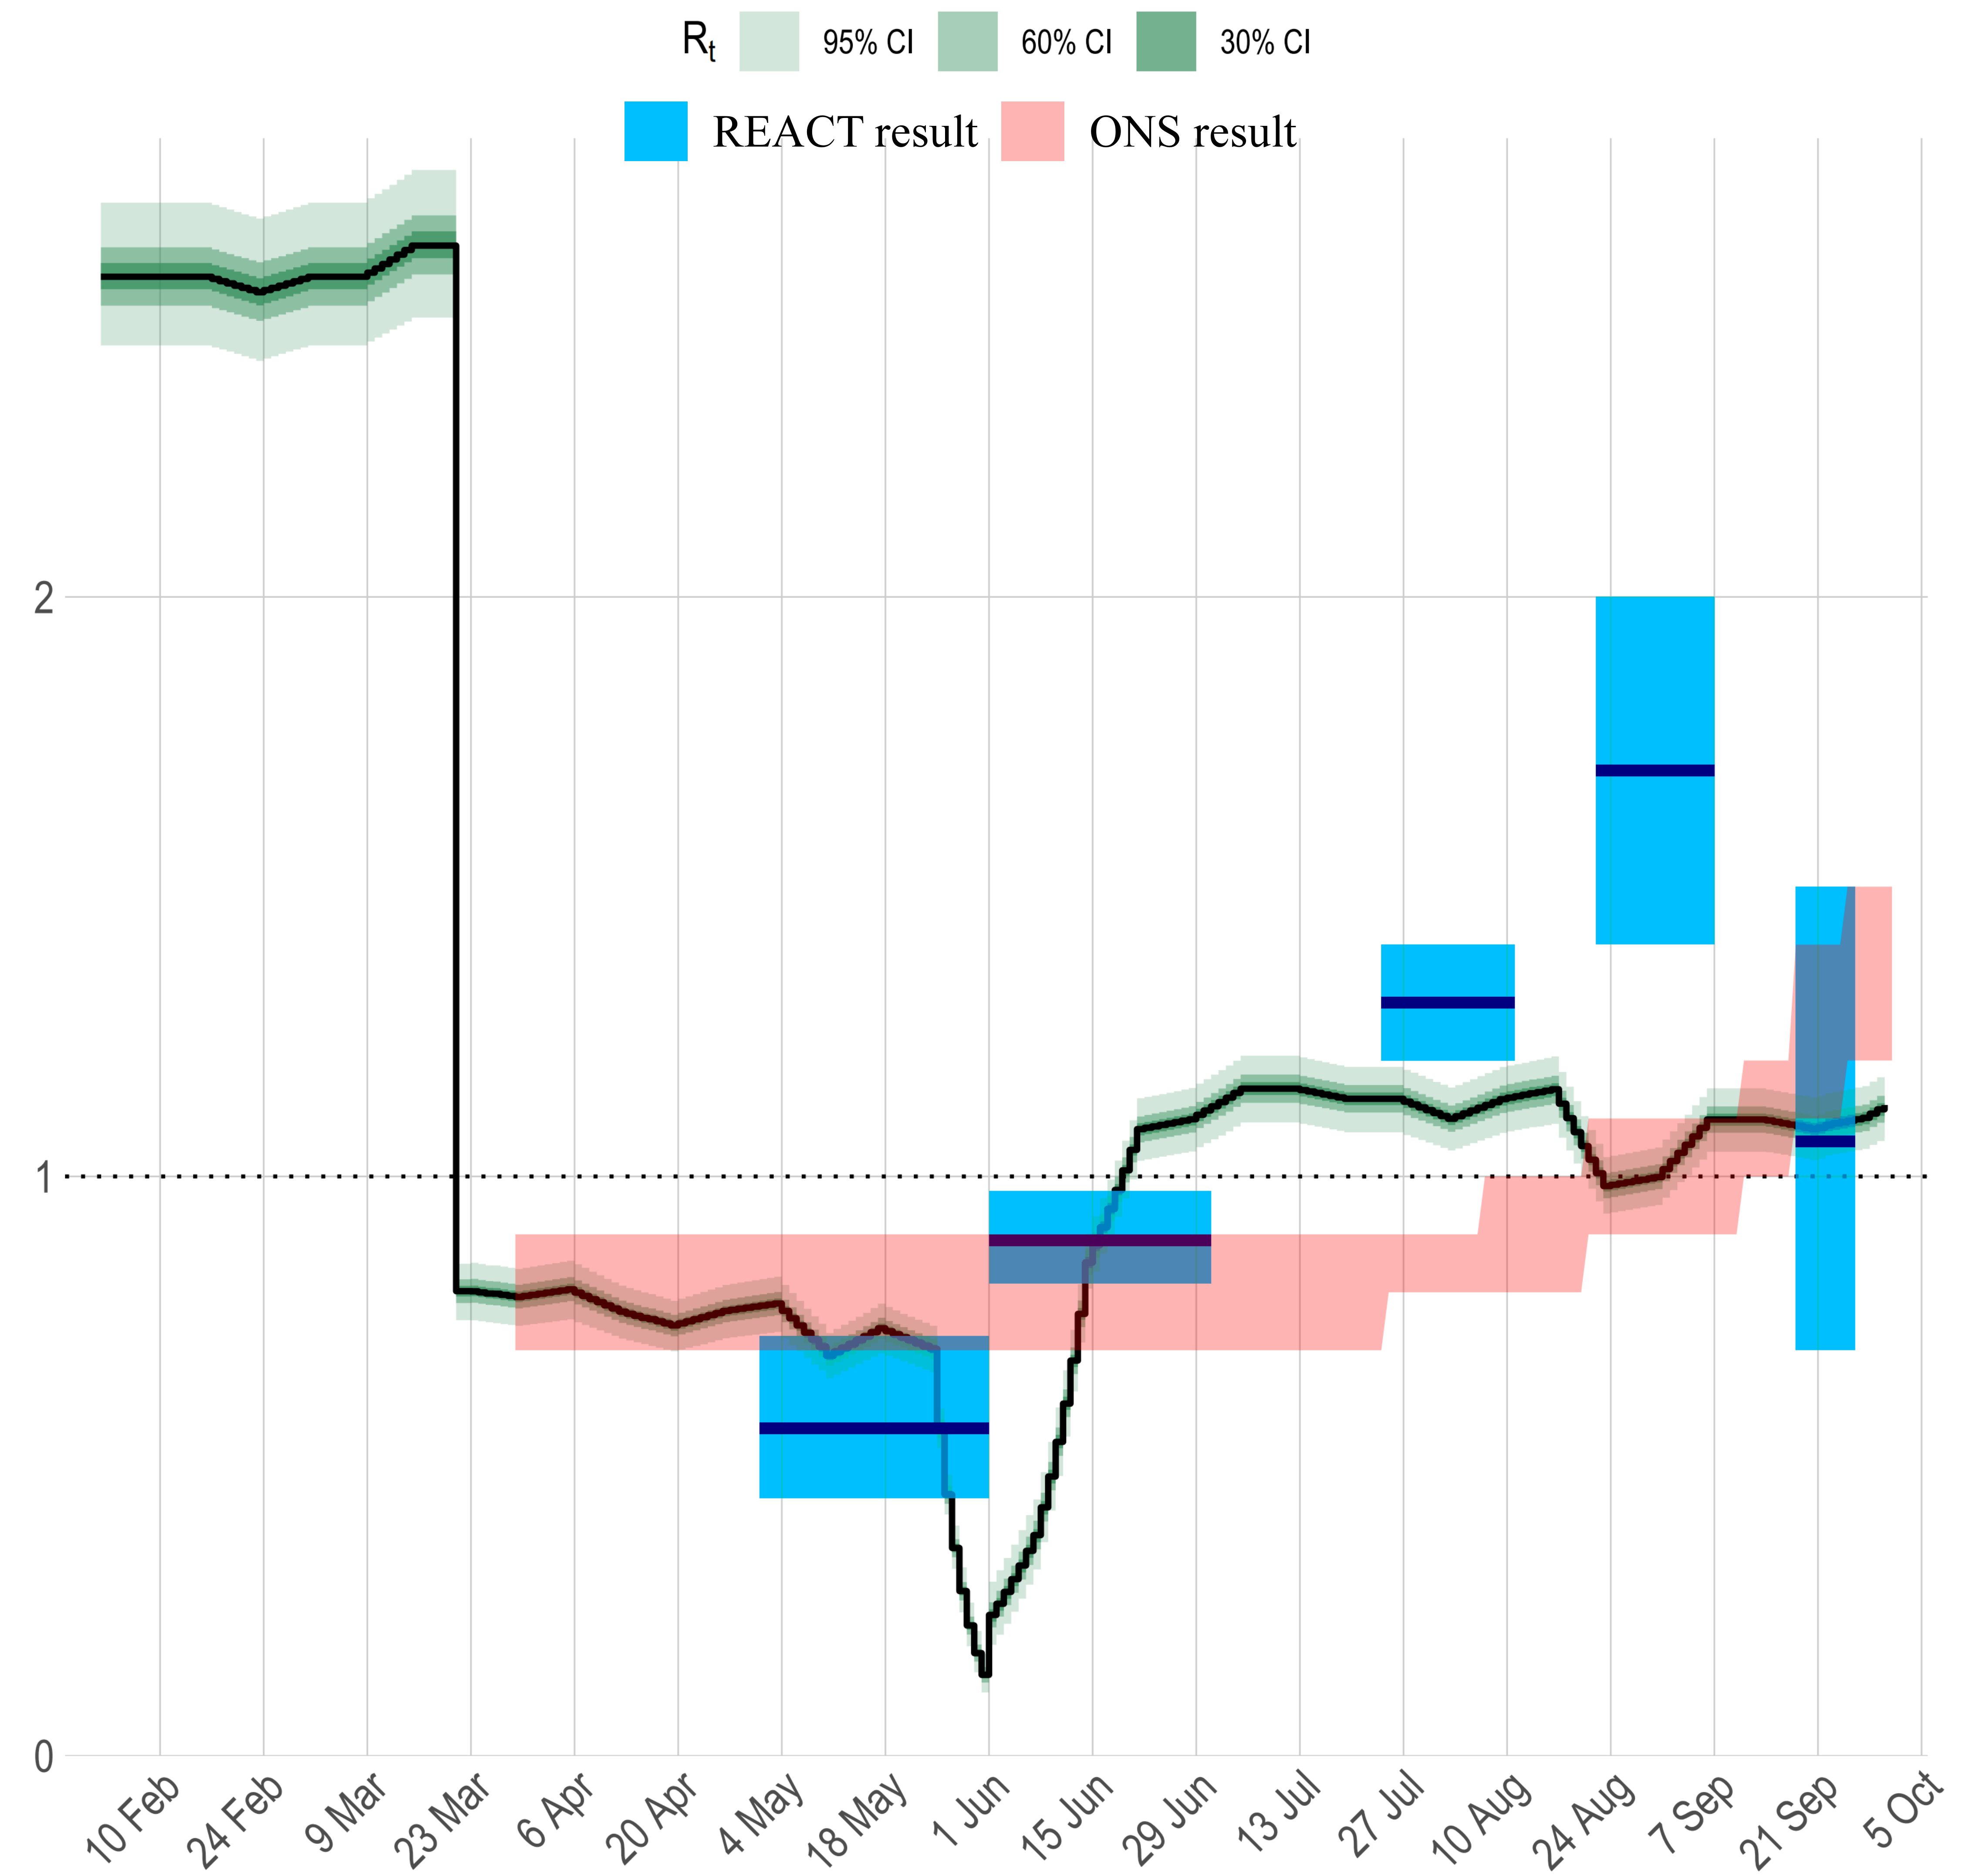 Rt 95% CI 60% CI 30% CI
REACT result ONS result
2
1
0
10 Feb 24 Feb 9 Mar 23 Mar 6 Apr 20 Apr 4 May 18 May 1 Jun 15 Jun 29 Jun 13 Jul 27 Jul 10 Aug 24 Aug 7 Sep 21 Sep 5 Oct